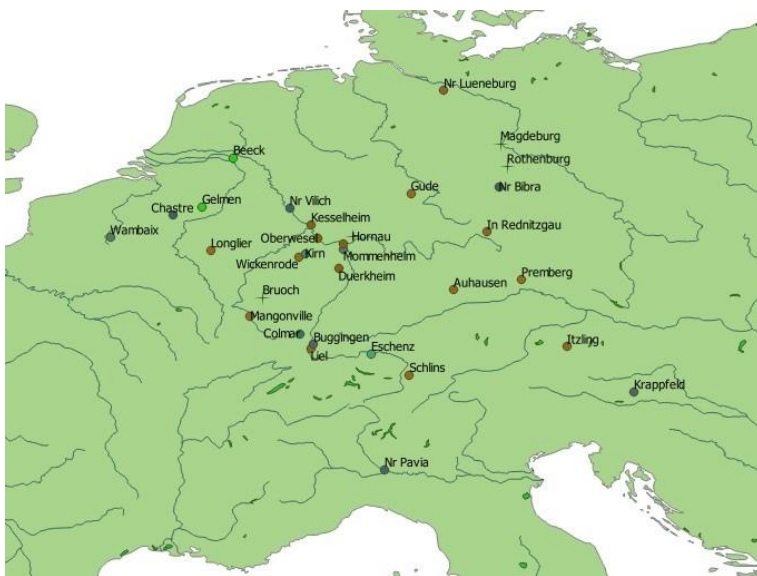 Nr Lueneburg
Magdeburg
Beeck
Rothenburg
Nr Bibra
Gude
Gelmen
Chastre
Nr Vilich
Kesselheim
Wambaix
In Rednitzgau
Oberwesel
Hornau
Longlier
Kirn
Mommenheim
Wickenrode
Duerkheim
Premberg
Auhausen
Bruoch
Mangonville
Colmar
Buggingen
Itzling
Eschenz
Liel
Schlins
Krappfeld
Nr Pavia